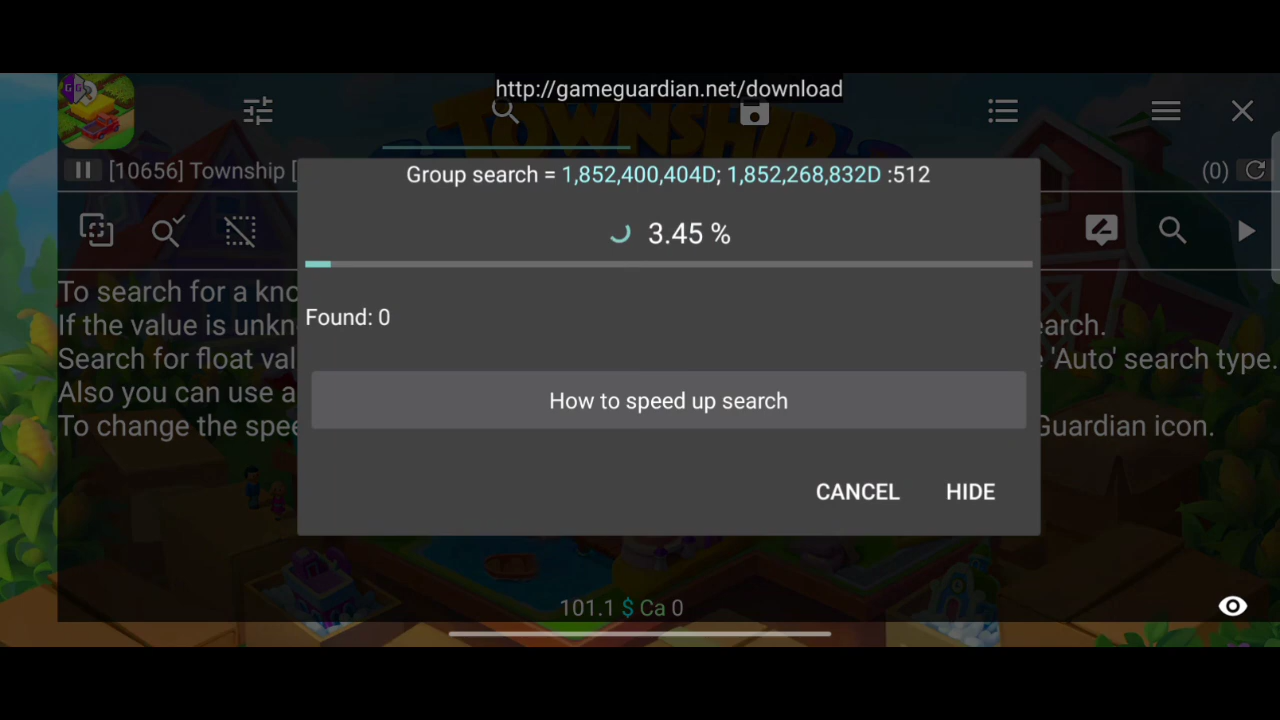 http://gameguardian.net/download
TOWNSHIP
[10656] Township [
(0)
Group search = 1,852,400,404D; 1,852,268,832D :512
3.45 %
To search for a kno
If the value is unkn
earch.
Found: 0
Search for float val
'Auto' search type.
Also you can use a
How to speed up search
To change the spee
Guardian icon.
CANCEL
HIDE
101.1 $ Ca 0